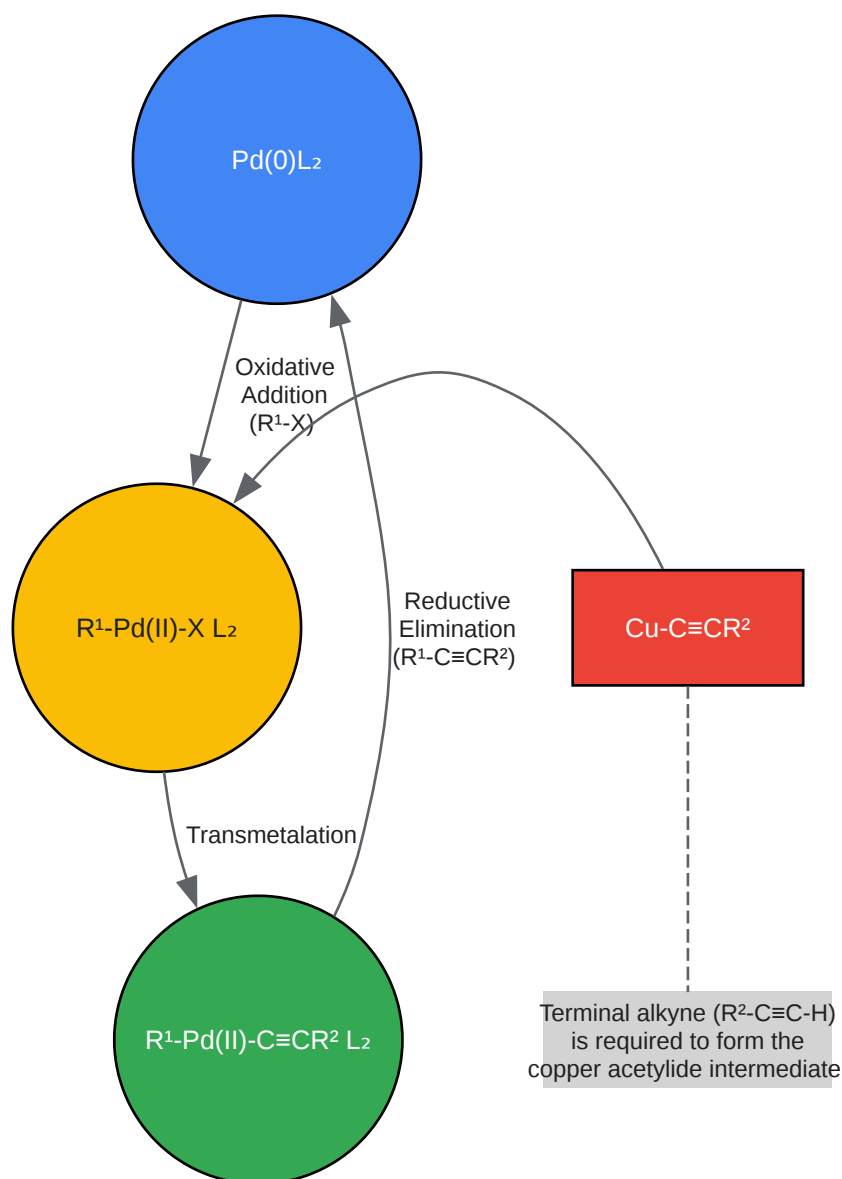 Pd(0)L₂
Oxidative
Addition
(R¹-X)
R¹-Pd(II)-X L₂
Reductive
Elimination
(R¹-C≡CR²)
Cu-C≡CR²
Transmetalation
R¹-Pd(II)-C≡CR² L₂
Terminal alkyne (R²-C≡C-H)
is required to form the
copper acetylide intermediate